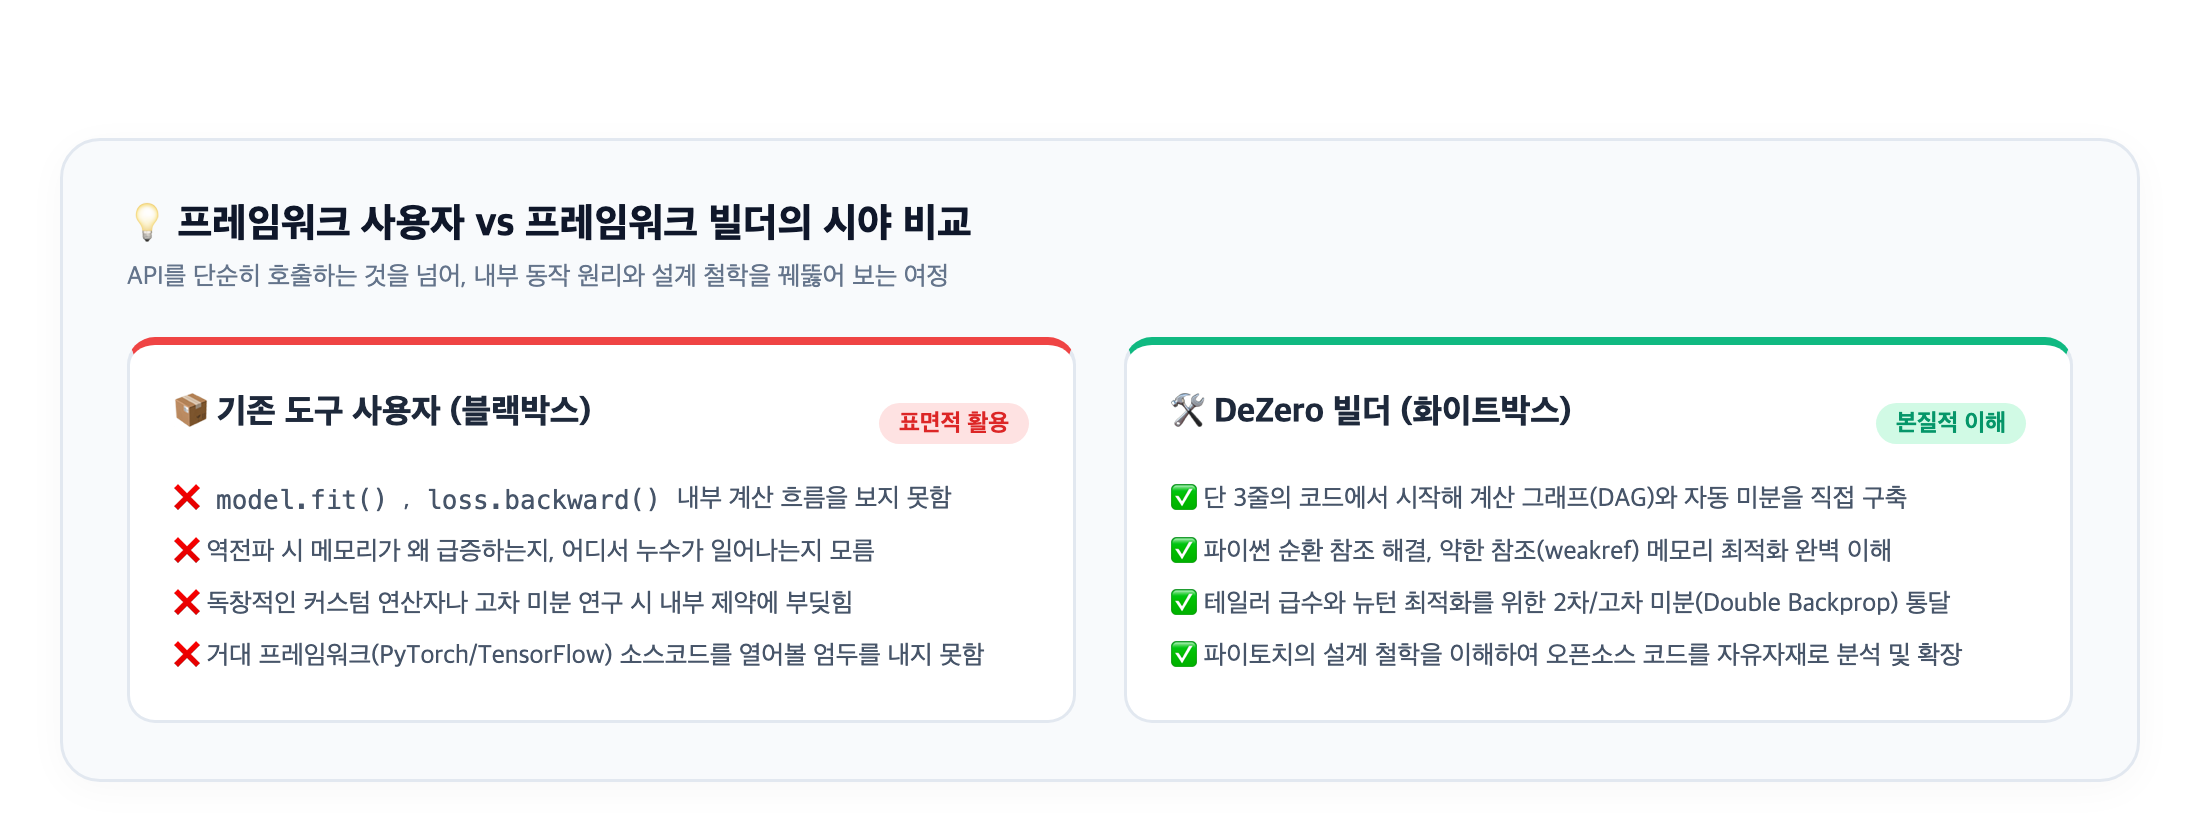 💡 프레임워크 사용자 vs 프레임워크 빌더의 시야 비교
API를 단순히 호출하는 것을 넘어, 내부 동작 원리와 설계 철학을 꿰뚫어 보는 여정
📦 기존 도구 사용자 (블랙박스)
표면적 활용
❌ model.fit() , loss.backward() 내부 계산 흐름을 보지 못함
❌ 역전파 시 메모리가 왜 급증하는지, 어디서 누수가 일어나는지 모름
❌ 독창적인 커스텀 연산자나 고차 미분 연구 시 내부 제약에 부딪힘
❌ 거대 프레임워크(PyTorch/TensorFlow) 소스코드를 열어볼 엄두를 내지 못함
🛠️ DeZero 빌더 (화이트박스)
본질적 이해
✅ 단 3줄의 코드에서 시작해 계산 그래프(DAG)와 자동 미분을 직접 구축
✅ 파이썬 순환 참조 해결, 약한 참조(weakref) 메모리 최적화 완벽 이해
✅ 테일러 급수와 뉴턴 최적화를 위한 2차/고차 미분(Double Backprop) 통달
✅ 파이토치의 설계 철학을 이해하여 오픈소스 코드를 자유자재로 분석 및 확장